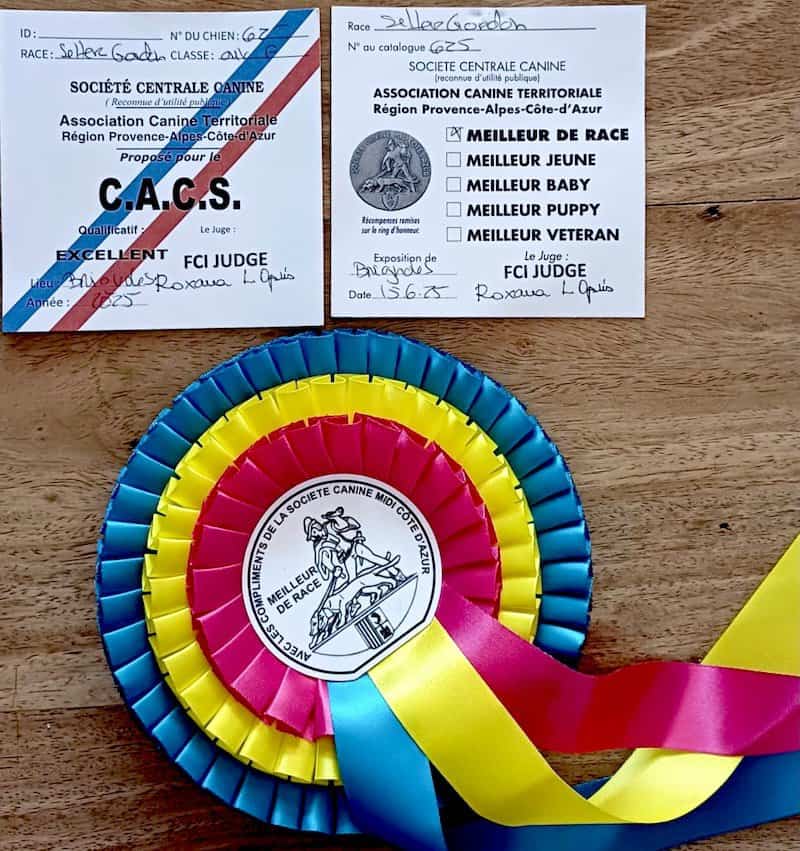 ID: N° DU CHIEN: 625
RACE: Setter Gordon CLASSE:
SOCIÉTÉ CENTRALE CANINE
( Reconnue d'utilité publique)
Association Canine Territoriale
Région Provence-Alpes-Côte-d'Azur
Proposé pour le
C.A.C.S.
Qualificatif : Le Juge :
EXCELLENT FCI JUDGE
Lieu: Roxana L
Année : 2025
Race Setter Gordon
N° au catalogue 625
SOCIETE CENTRALE CANINE
(reconnue d'utilité publique)
ASSOCIATION CANINE TERRITORIALE
Région Provence-Alpes-Côte-d'Azur
MEILLEUR DE RACE
MEILLEUR JEUNE
MEILLEUR BABY
MEILLEUR PUPPY
MEILLEUR VETERAN
Récompenses remises
sur le ring d'honneur.
Exposition de
Le Juge :
FCI JUDGE
Date 15-6-25 Roxana L
AVEC LES COMPLIMENTS DE LA SOCIETE CANINE MIDI CÔTE D'AZUR
MEILLEUR
DE RACE